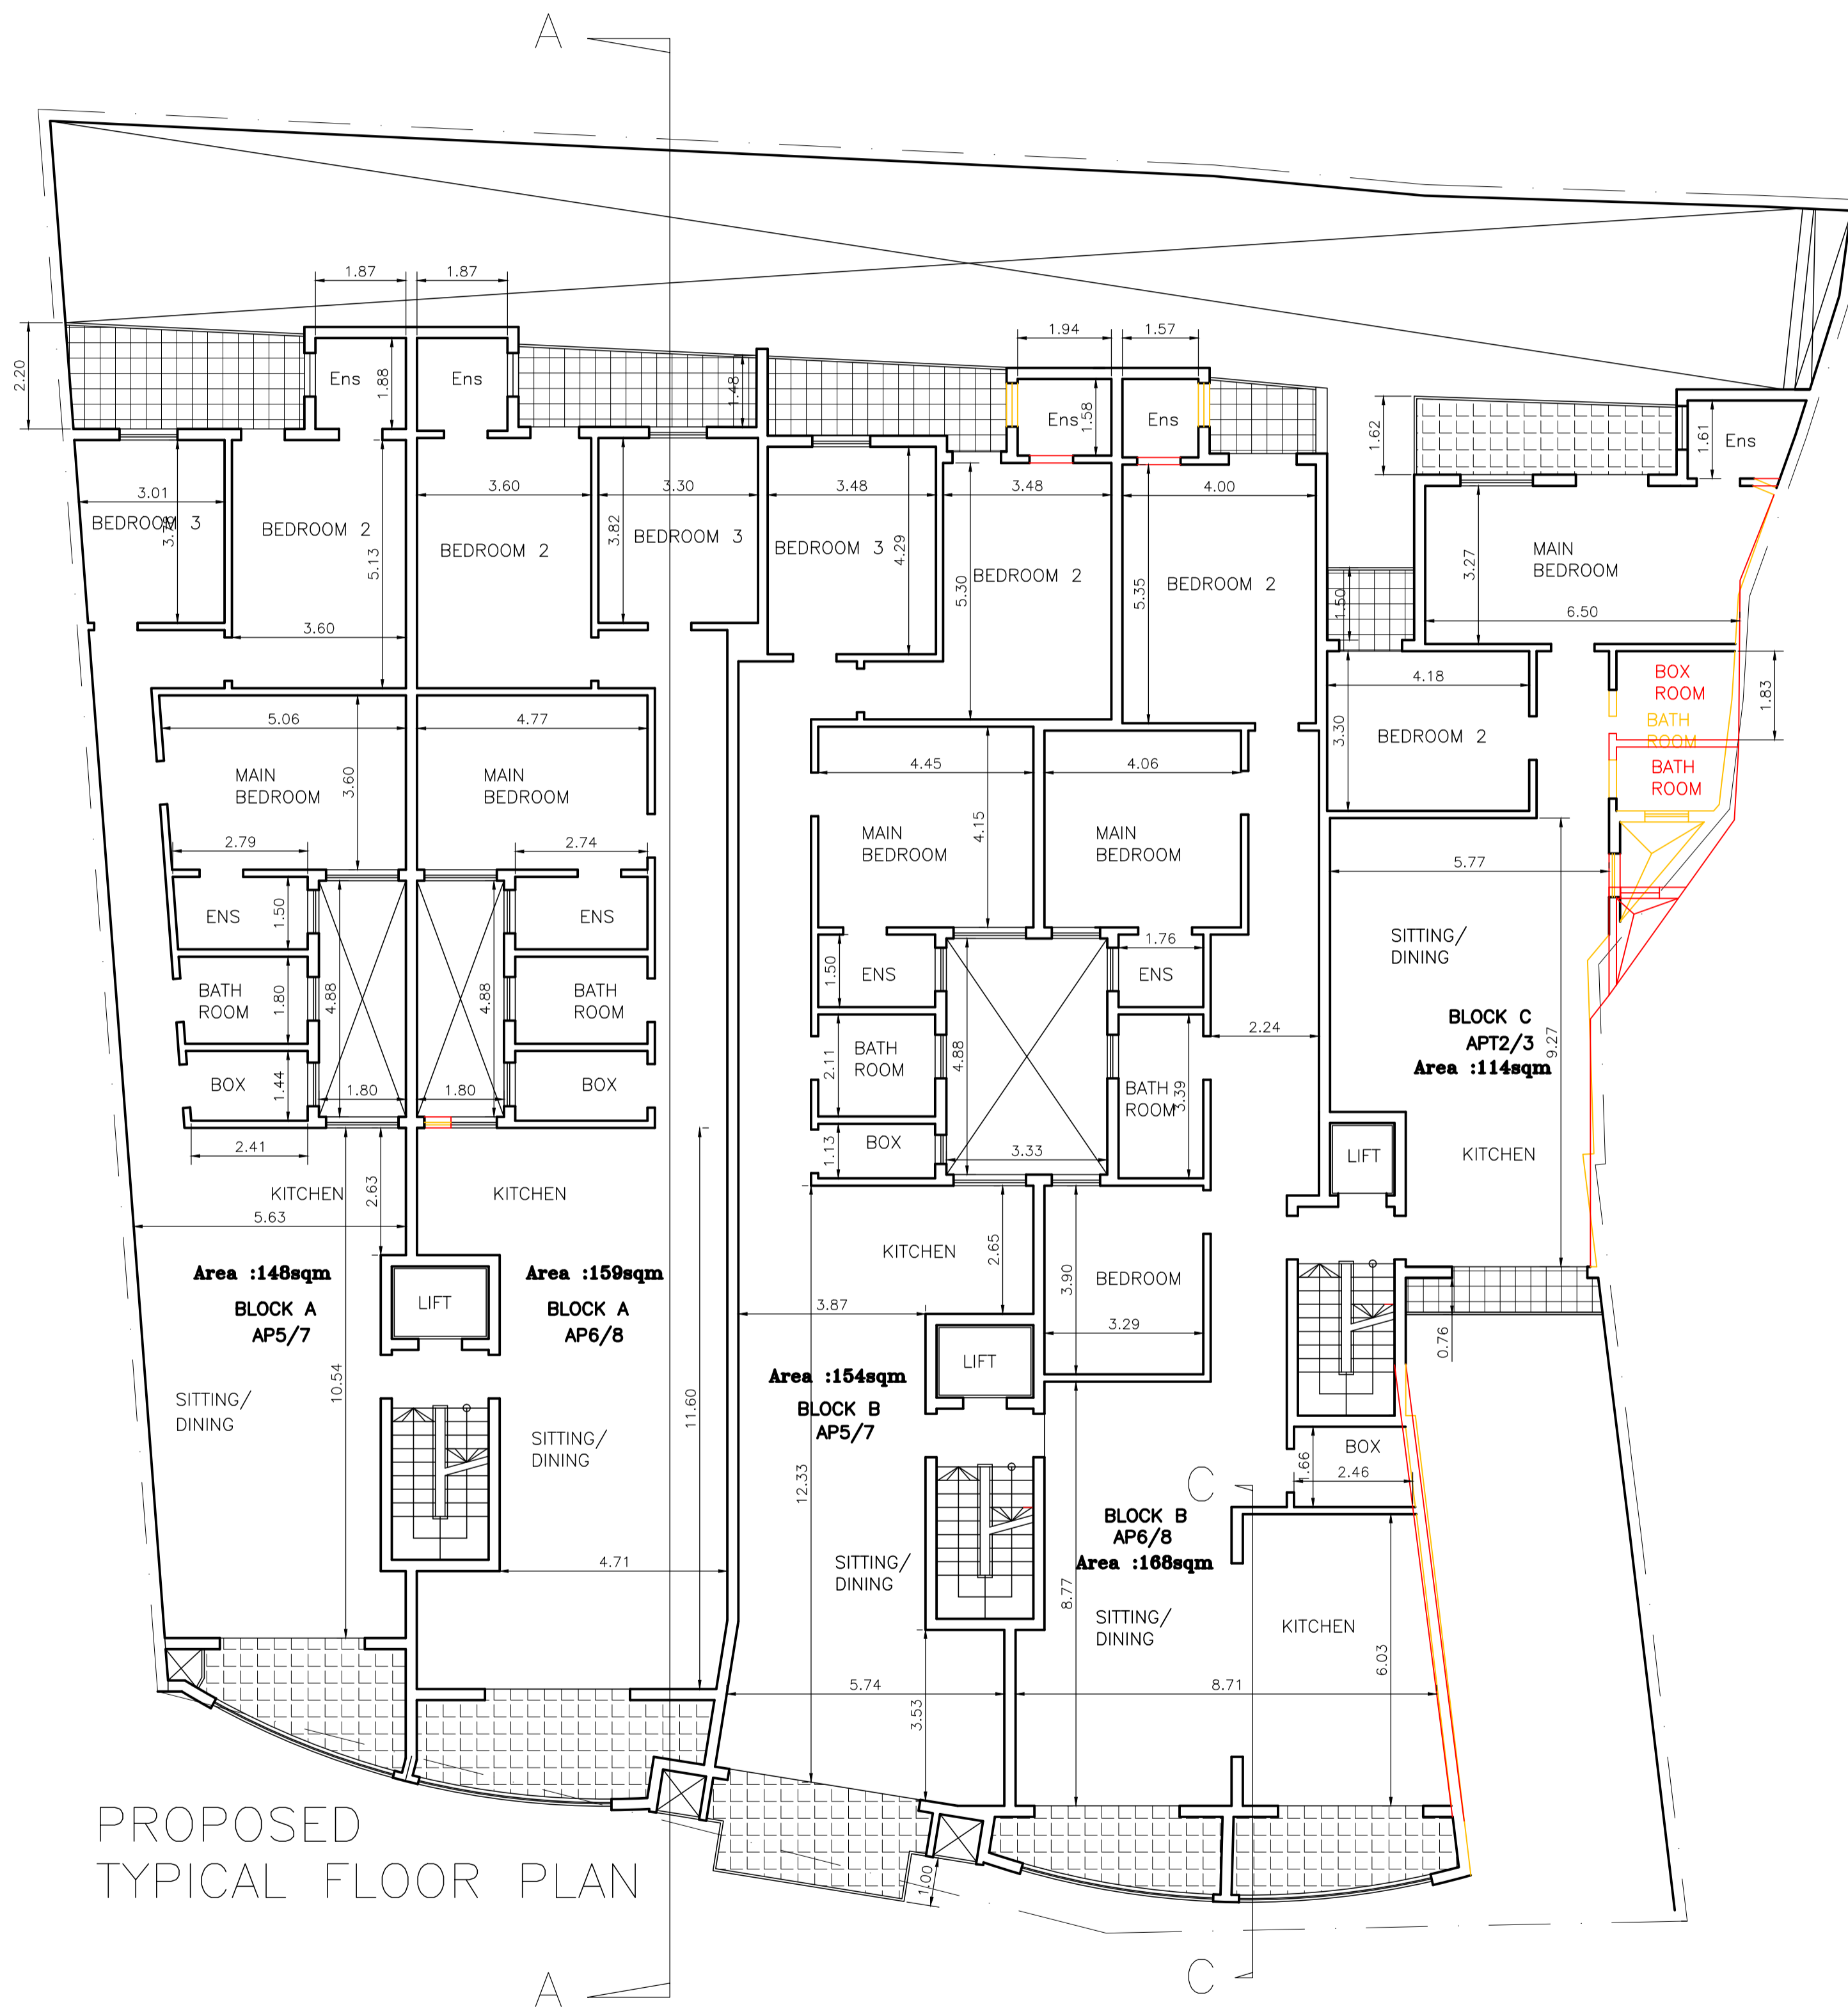 A
1.87
1.87
2.20
1.88
Ens
Ens
1.48
1.94
1.57
1.58
Ens
Ens
1.62
1.61
Ens
3.01
BEDROOM 3
3.78
BEDROOM 2
5.13
3.60
3.60
BEDROOM 2
3.30
3.82
BEDROOM 3
3.48
BEDROOM 3
4.29
3.48
5.30
BEDROOM 2
4.00
5.35
BEDROOM 2
1.50
3.27
MAIN
BEDROOM
6.50
4.18
3.30
BEDROOM 2
BOX
ROOM
BATH
ROOM
BATH
ROOM
1.83
5.06
MAIN
BEDROOM
3.60
2.79
4.77
MAIN
BEDROOM
2.74
4.45
MAIN
BEDROOM
4.15
4.06
MAIN
BEDROOM
ENS
1.50
BATH
ROOM
1.80
BOX
1.44
4.88
1.80
2.41
4.88
1.80
ENS
BATH
ROOM
BOX
1.50
ENS
2.11
BATH
ROOM
1.13
BOX
4.88
3.33
1.76
ENS
BATH
ROOM
3.39
2.24
5.77
SITTING/
DINING
BLOCK C
APT2/3
Area :114sqm
9.27
LIFT
KITCHEN
0.76
KITCHEN
2.63
5.63
Area :148sqm
BLOCK A
AP5/7
LIFT
10.54
SITTING/
DINING
KITCHEN
Area :159sqm
BLOCK A
AP6/8
11.60
SITTING/
DINING
4.71
KITCHEN
2.65
3.87
Area :154sqm
BLOCK B
AP5/7
LIFT
12.33
SITTING/
DINING
3.90
BEDROOM
3.29
BOX
1.66
2.46
C
BLOCK B
AP6/8
Area :168sqm
8.77
SITTING/
DINING
KITCHEN
6.03
5.74
3.53
8.71
1.00
PROPOSED
TYPICAL FLOOR PLAN
A
C